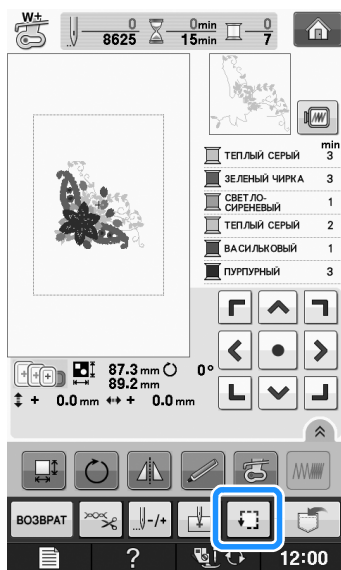 W+
0 0min 0
8625 15min 7
min
ТЕПЛЫЙ СЕРЫЙ 3
ЗЕЛЕНЫЙ ЧИРКА 3
СВЕТЛО-
СИРЕНЕВЫЙ 1
ТЕПЛЫЙ СЕРЫЙ 2
ВАСИЛЬКОВЫЙ 1
ПУРПУРНЫЙ 3
87.3 mm 0°
89.2 mm
+ 0.0 mm + 0.0 mm
ВОЗВРАТ -/+
? 12:00